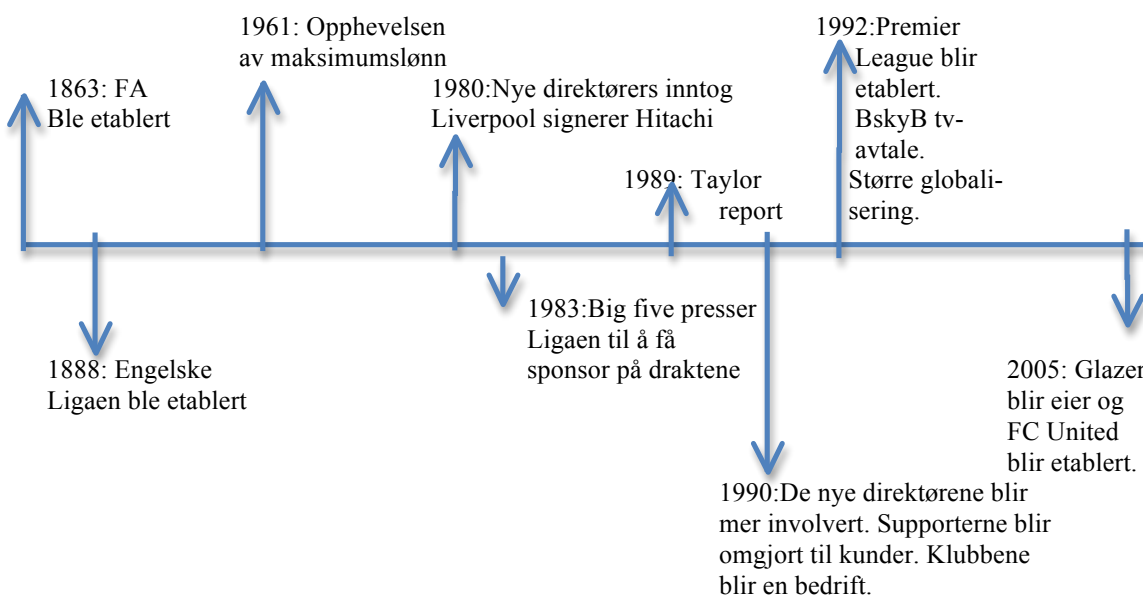 1863: FA
Ble etablert
1888: Engelske
Ligaen ble etablert
1961: Opphevelsen
av maksimumslønn
1980:Nye direktørers inntog
Liverpool signerer Hitachi
1983:Big five presser
Ligaen til å få
sponsor på draktene
1989: Taylor
report
1990:De nye direktørene blir
mer involvert. Supporterne blir
omgjort til kunder. Klubbene
blir en bedrift.
1992:Premier
League blir
etablert.
BskyB tv-
avtale.
Større globali-
sering.
2005: Glazer
blir eier og
FC United
blir etablert.